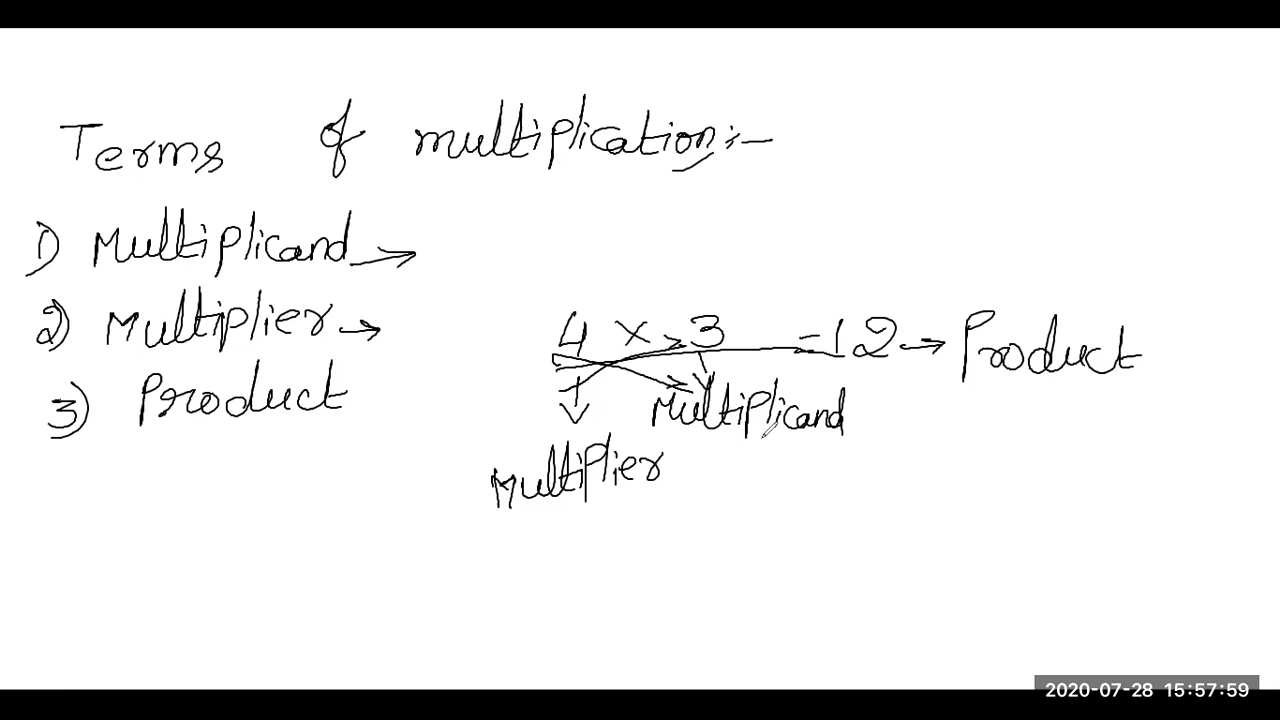 Terms of multiplication:-
1) Multiplicand →
2) Multiplier →
3) Product
4 × 3 = 12 → Product
Multiplicand
Multiplier
2020-07-28 15:57:59